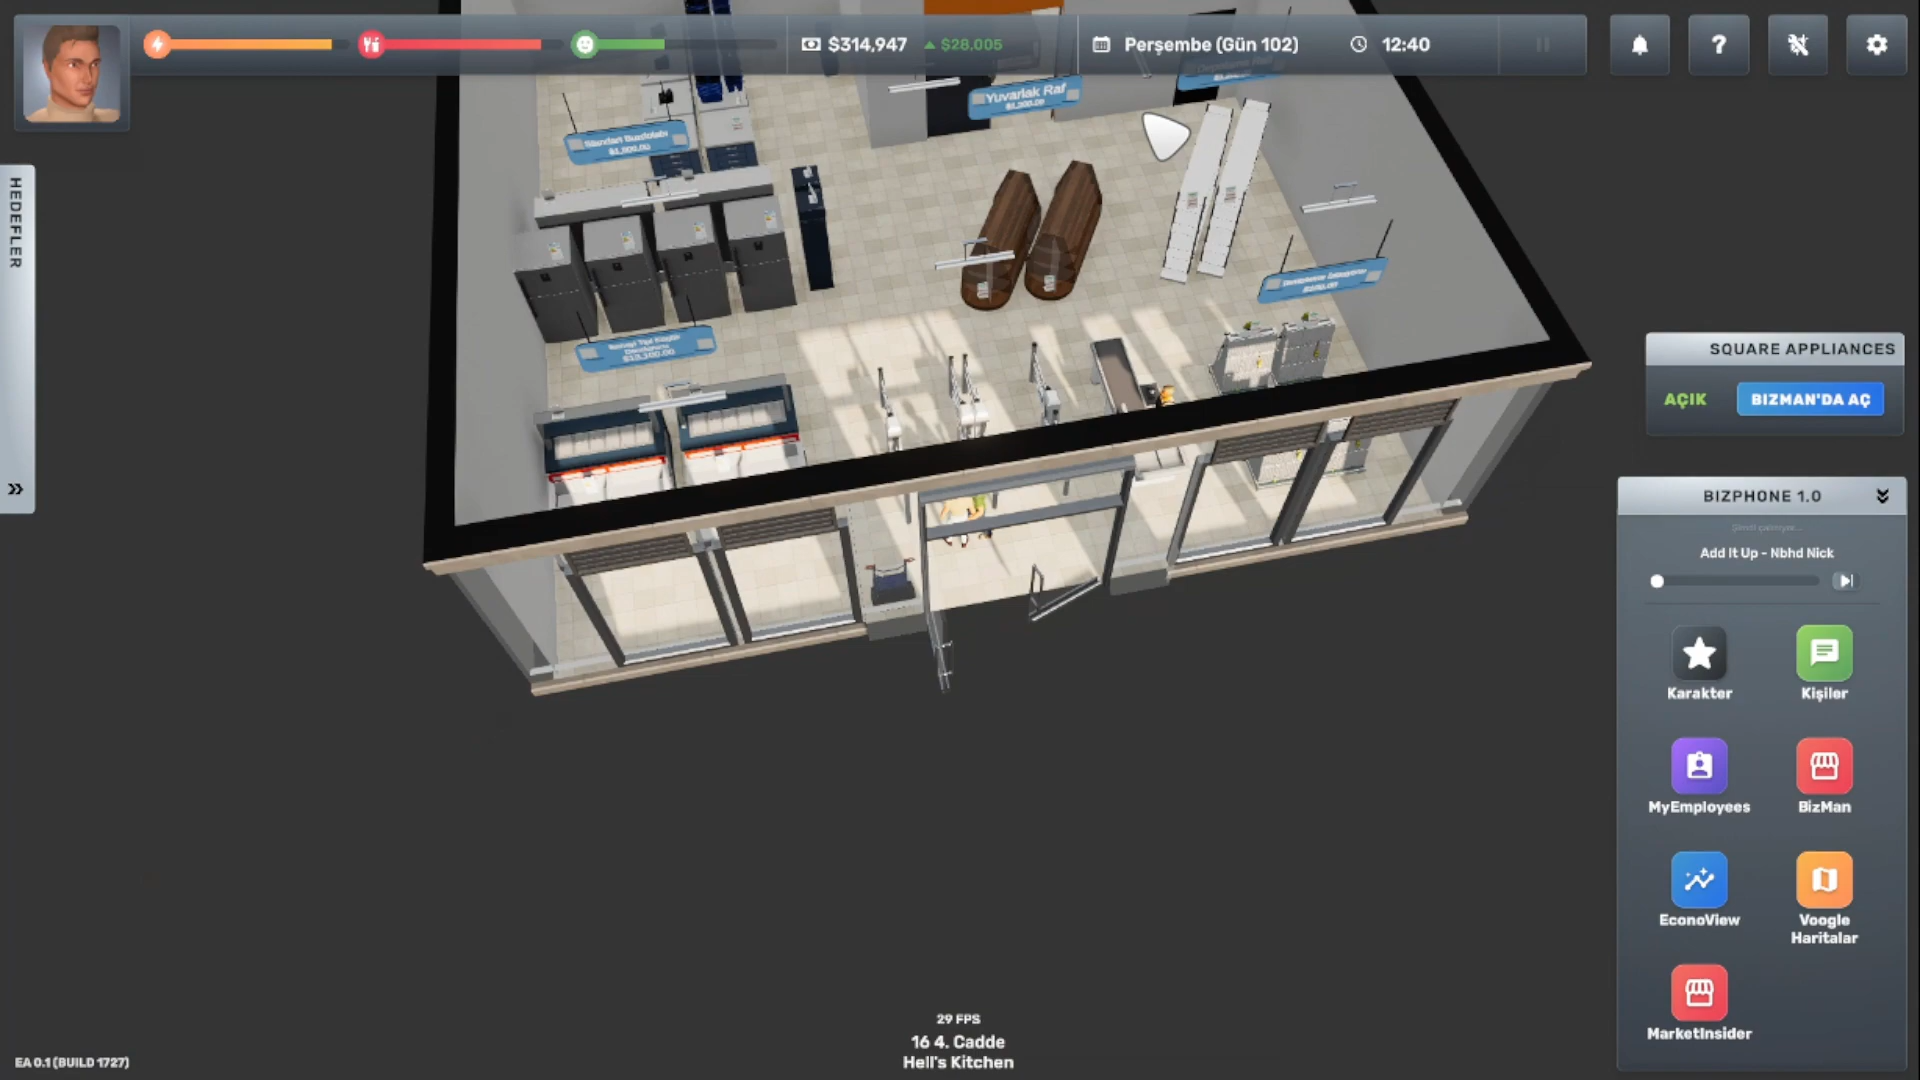 $314,947
$28,005
Perşembe (Gün 102)
12:40
Yuvarlak Raf
HEDEFLER
SQUARE APPLIANCES
AÇIK
BIZMAN'DA AÇ
BIZPHONE 1.0
Add It Up - Nbhd Nick
Karakter
Kişiler
MyEmployees
BizMan
EconoView
Voogle
Haritalar
MarketInsider
29 FPS
16 4. Cadde
Hell's Kitchen
EA 0.1 (BUILD 1727)